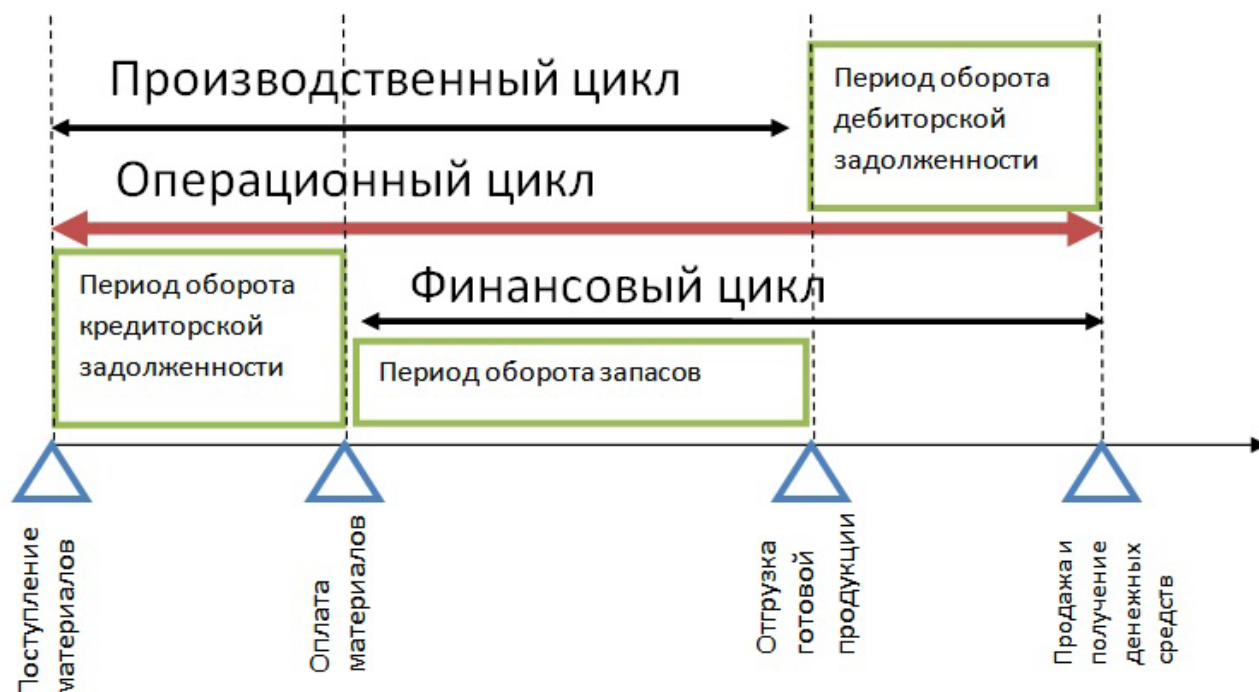 Производственный цикл
Период оборота
дебиторской
задолженности
Операционный цикл
Период оборота
кредиторской
задолженности
Финансовый цикл
Период оборота запасов
Поступление
материалов
Оплата
материалов
Отгрузка
готовой
продукции
Продажа и
получение
денежных
средств